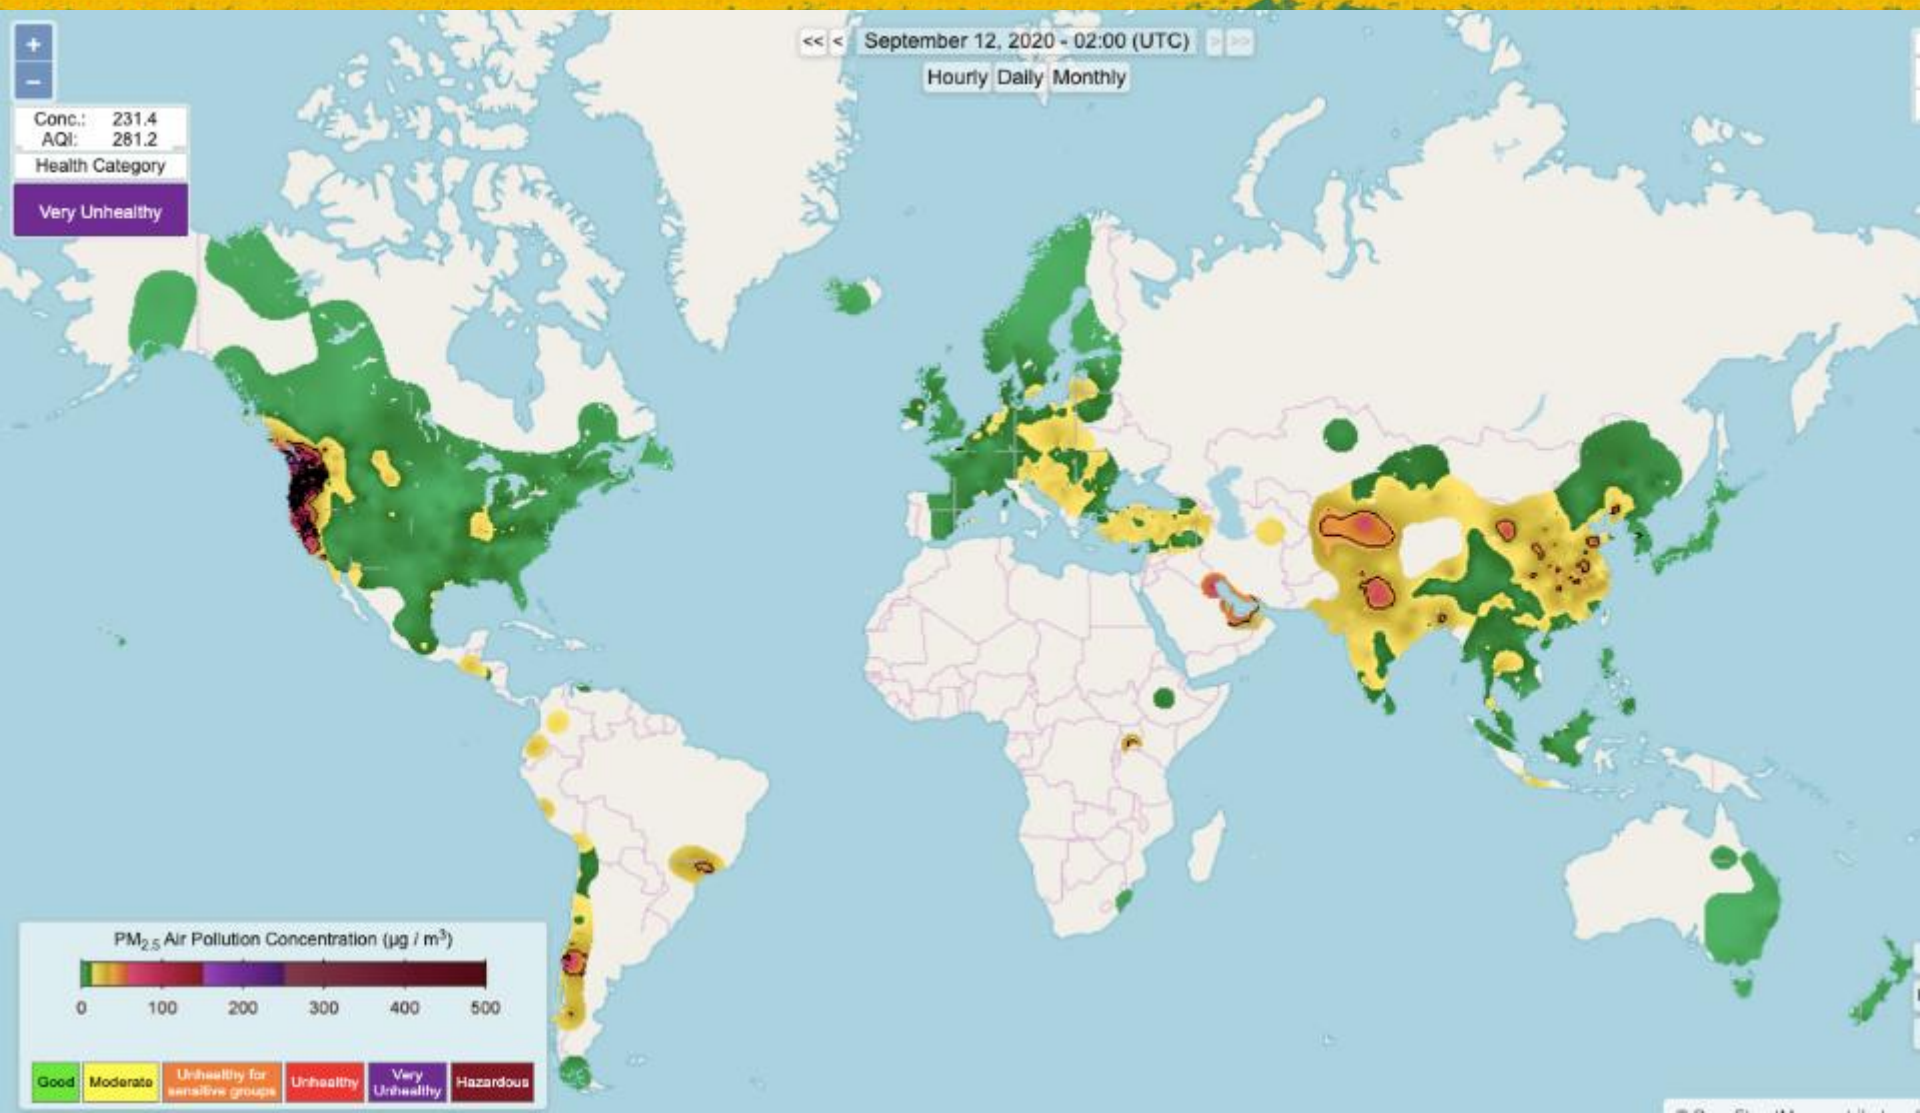 +
−
<< < September 12, 2020 - 02:00 (UTC) > >>
Hourly Daily Monthly
Conc.: 231.4
AQI: 281.2
Health Category
Very Unhealthy
PM2.5 Air Pollution Concentration (µg / m³)
0 100 200 300 400 500
Good
Moderate
Unhealthy for
sensitive groups
Unhealthy
Very
Unhealthy
Hazardous